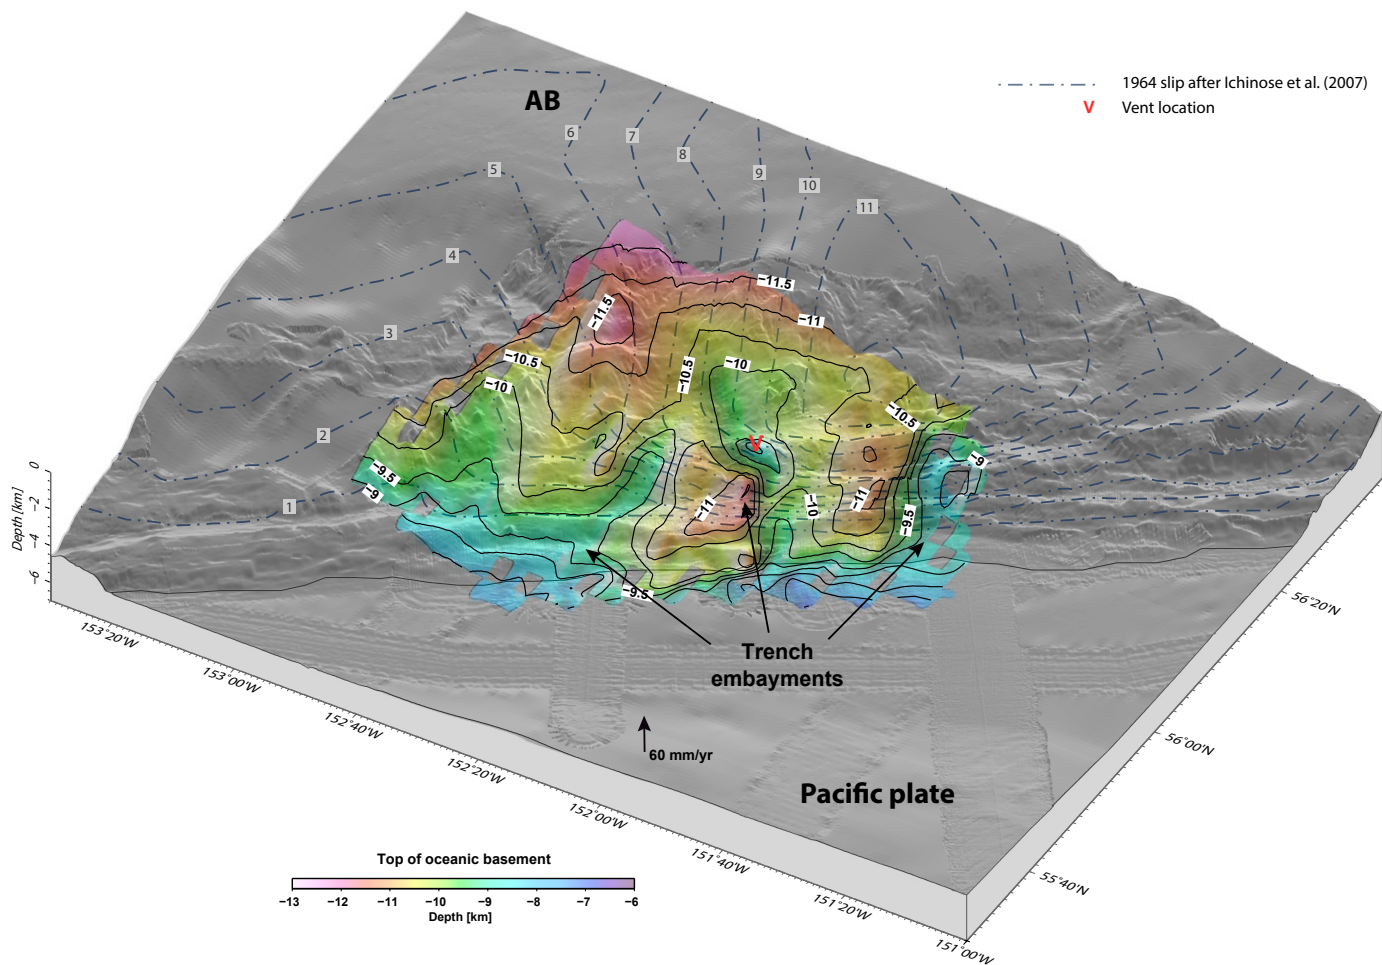 1964 slip after Ichinose et al. (2007)
V Vent location
AB
6
7
8
9
10
11
5
4
3
2
1
−11.5
−11.5
−11
−10.5
−10
−10.5
−10
−10.5
−9.5
−9
−9
−11
−10
−11
−9.5
−9.5
V
Trench
embayments
60 mm/yr
Pacific plate
Depth [km]
0
−2
−4
−6
153˚20'W
153˚00'W
152˚40'W
152˚20'W
152˚00'W
151˚40'W
151˚20'W
151˚00'W
56˚20'N
56˚00'N
55˚40'N
Top of oceanic basement
−13 −12 −11 −10 −9 −8 −7 −6
Depth [km]